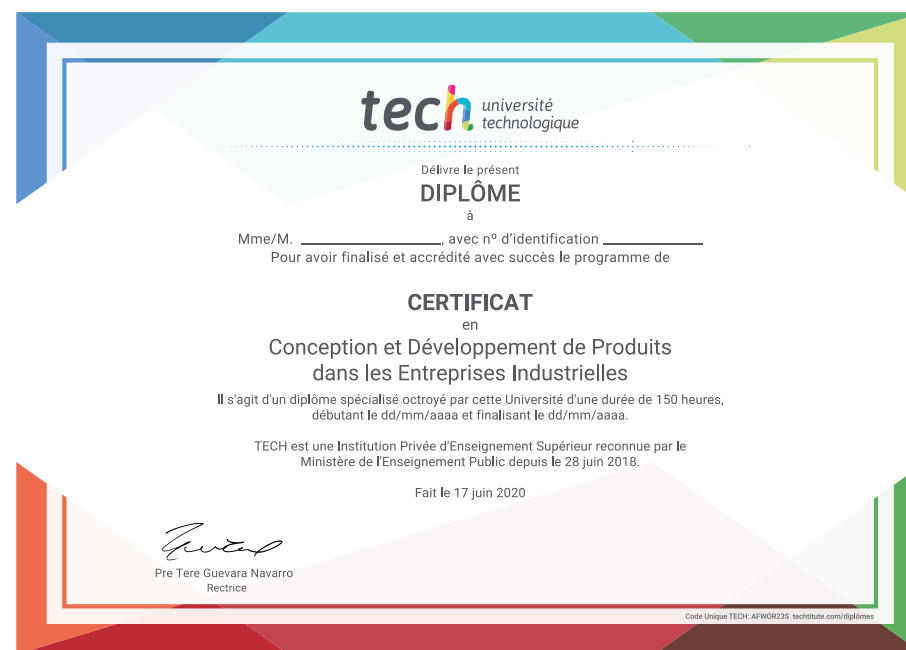 tech université
technologique
Délivre le présent
DIPLÔME
à
Mme/M. ____________________, avec nº d'identification ______________
Pour avoir finalisé et accrédité avec succès le programme de
CERTIFICAT
en
Conception et Développement de Produits
dans les Entreprises Industrielles
Il s'agit d'un diplôme spécialisé octroyé par cette Université d'une durée de 150 heures,
débutant le dd/mm/aaaa et finalisant le dd/mm/aaaa.
TECH est une Institution Privée d'Enseignement Supérieur reconnue par le
Ministère de l'Enseignement Public depuis le 28 juin 2018.
Fait le 17 juin 2020
Pre Tere Guevara Navarro
Rectrice
Code Unique TECH: AFWOR23S techtitute.com/diplômes